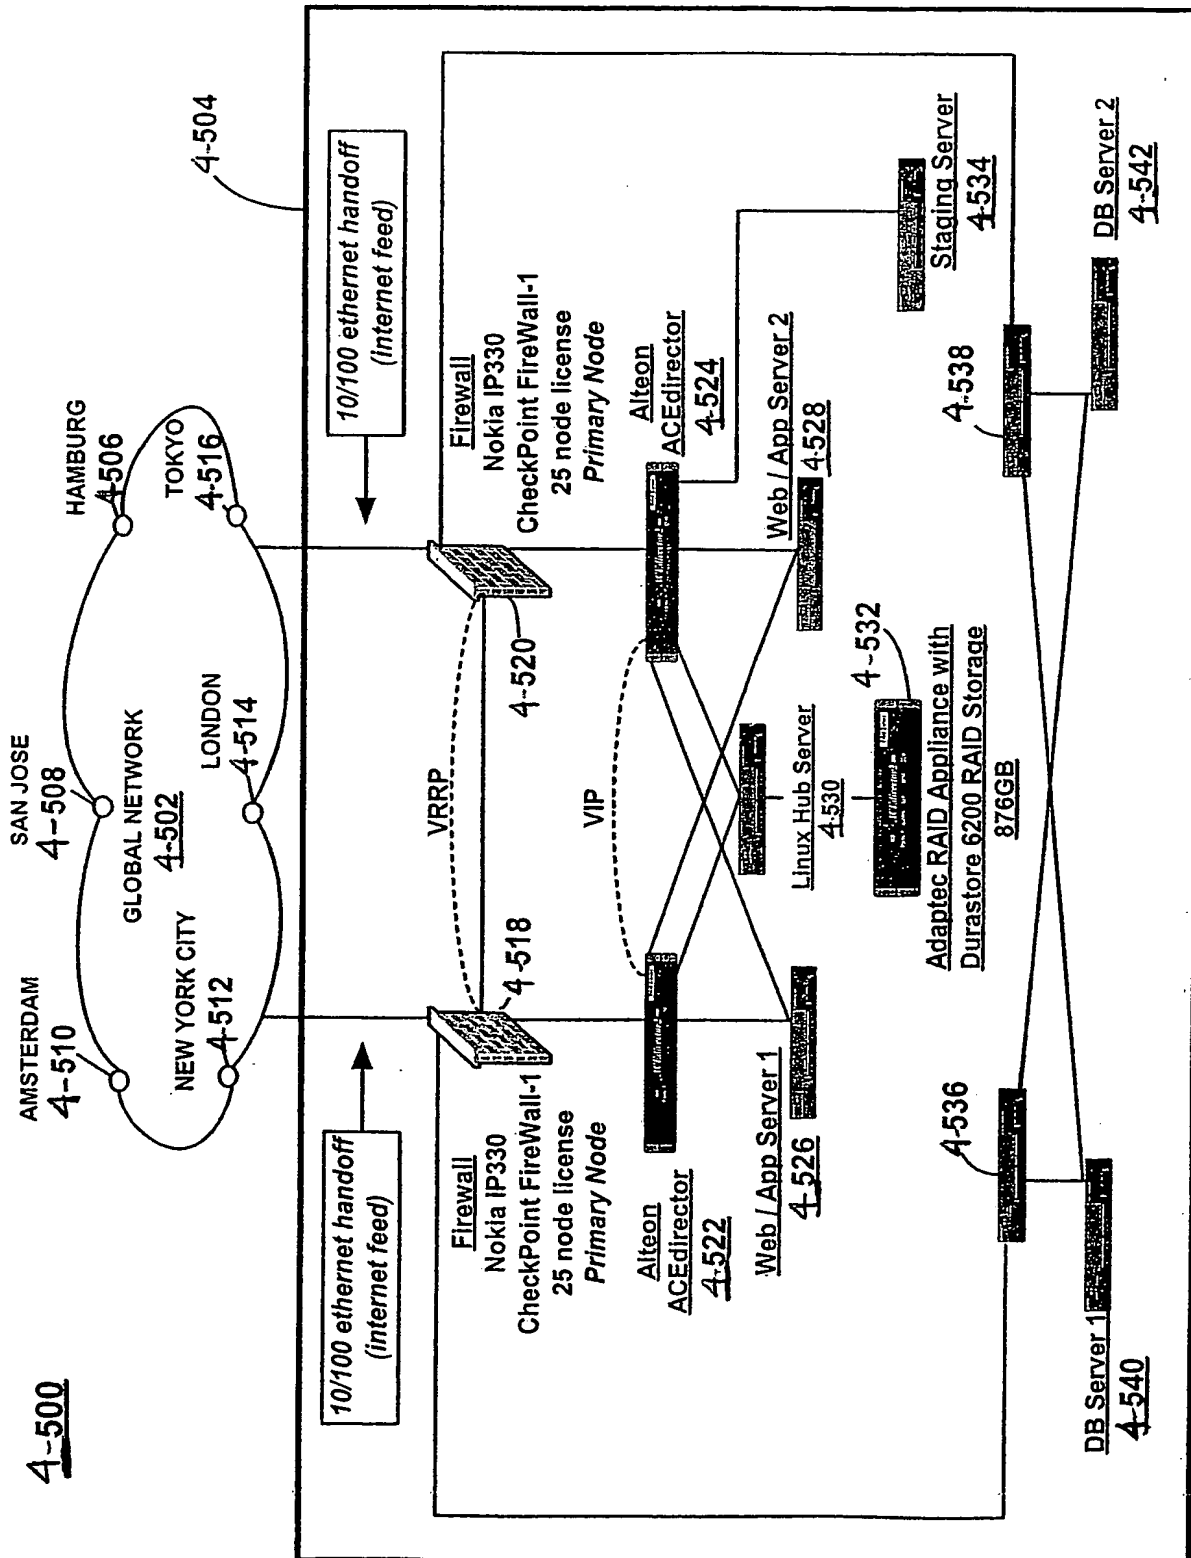 4-500
AMSTERDAM
4-510
SAN JOSE
4-508
HAMBURG
4-506
GLOBAL NETWORK
4-502
NEW YORK CITY
4-512
LONDON
4-514
TOKYO
4-516
4-504
10/100 ethernet handoff
(internet feed)
10/100 ethernet handoff
(internet feed)
VRRP
Firewall
Nokia IP330
CheckPoint FireWall-1
25 node license
Primary Node
4-518
4-520
Firewall
Nokia IP330
CheckPoint FireWall-1
25 node license
Primary Node
VIP
Alteon
ACEdirector
4-522
Alteon
ACEdirector
4-524
Web / App Server 1
4-526
Linux Hub Server
4-530
Web / App Server 2
4-528
4-532
Adaptec RAID Appliance with
Durastore 6200 RAID Storage
876GB
Staging Server
4-534
4-536
4-538
DB Server 1
4-540
DB Server 2
4-542